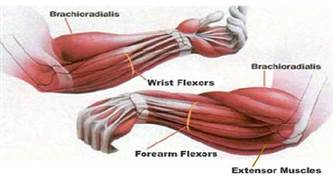 Brachioradialis
Brachioradialis
Wrist Flexors
Forearm Flexors
Extensor Muscles